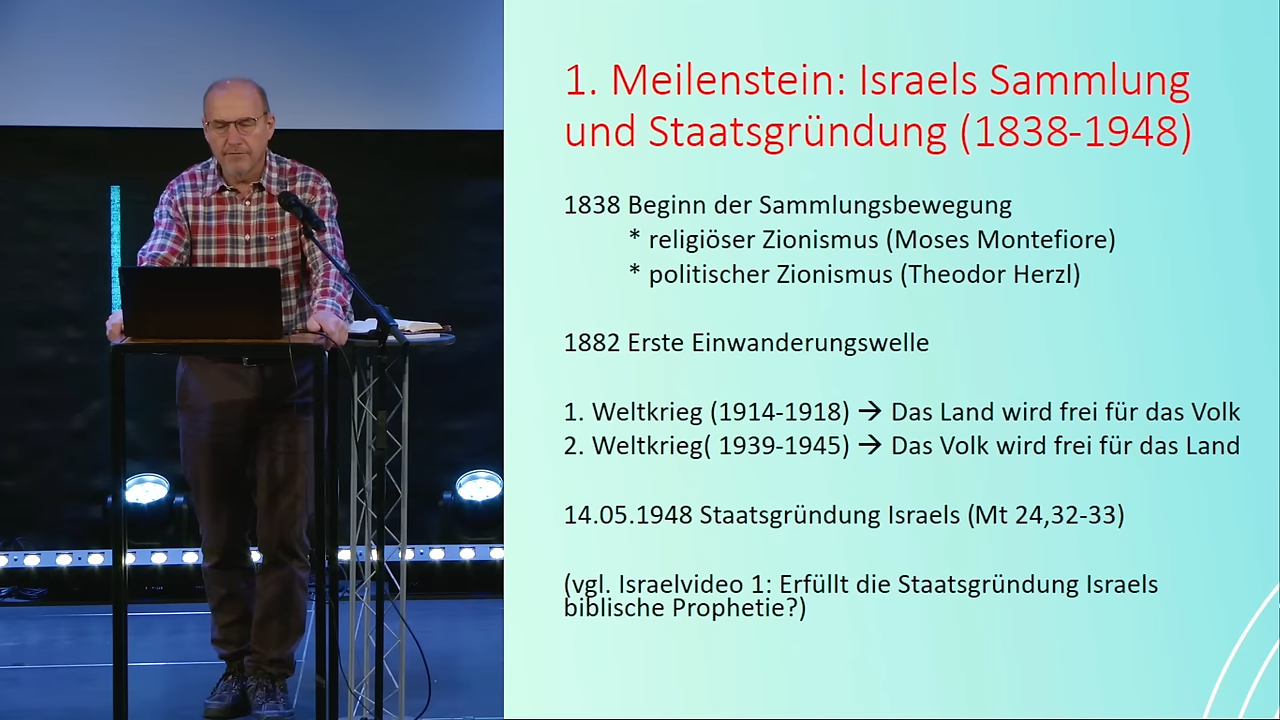 1. Meilenstein: Israels Sammlung
und Staatsgründung (1838-1948)
1838 Beginn der Sammlungsbewegung
* religiöser Zionismus (Moses Montefiore)
* politischer Zionismus (Theodor Herzl)
1882 Erste Einwanderungswelle
1. Weltkrieg (1914-1918) → Das Land wird frei für das Volk
2. Weltkrieg( 1939-1945) → Das Volk wird frei für das Land
14.05.1948 Staatsgründung Israels (Mt 24,32-33)
(vgl. Israelvideo 1: Erfüllt die Staatsgründung Israels
biblische Prophetie?)